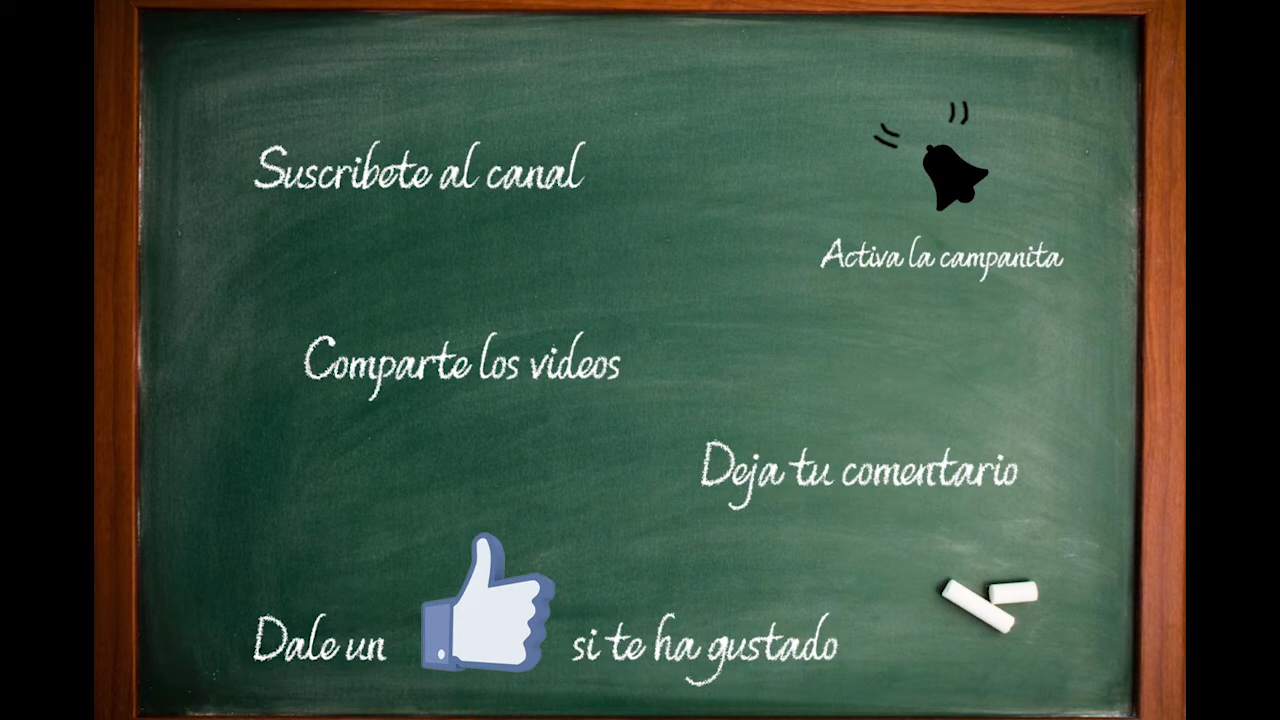 Suscribete al canal
Activa la campanita
Comparte los videos
Deja tu comentario
Dale un si te ha gustado